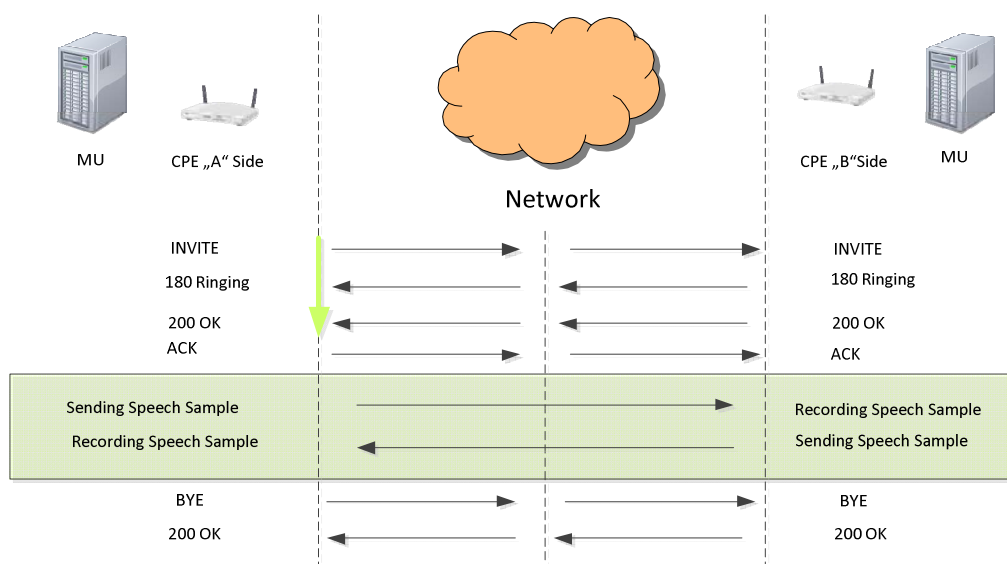 MU
CPE „A“ Side
CPE „B“Side
MU
Network
INVITE
INVITE
180 Ringing
180 Ringing
200 OK
200 OK
ACK
ACK
Sending Speech Sample
Recording Speech Sample
Recording Speech Sample
Sending Speech Sample
BYE
BYE
200 OK
200 OK